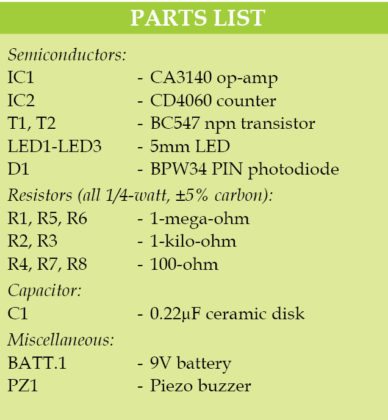 PARTS LIST
Semiconductors:
IC1 - CA3140 op-amp
IC2 - CD4060 counter
T1, T2 - BC547 npn transistor
LED1-LED3 - 5mm LED
D1 - BPW34 PIN photodiode
Resistors (all 1/4-watt, ±5% carbon):
R1, R5, R6 - 1-mega-ohm
R2, R3 - 1-kilo-ohm
R4, R7, R8 - 100-ohm
Capacitor:
C1 - 0.22µF ceramic disk
Miscellaneous:
BATT.1 - 9V battery
PZ1 - Piezo buzzer